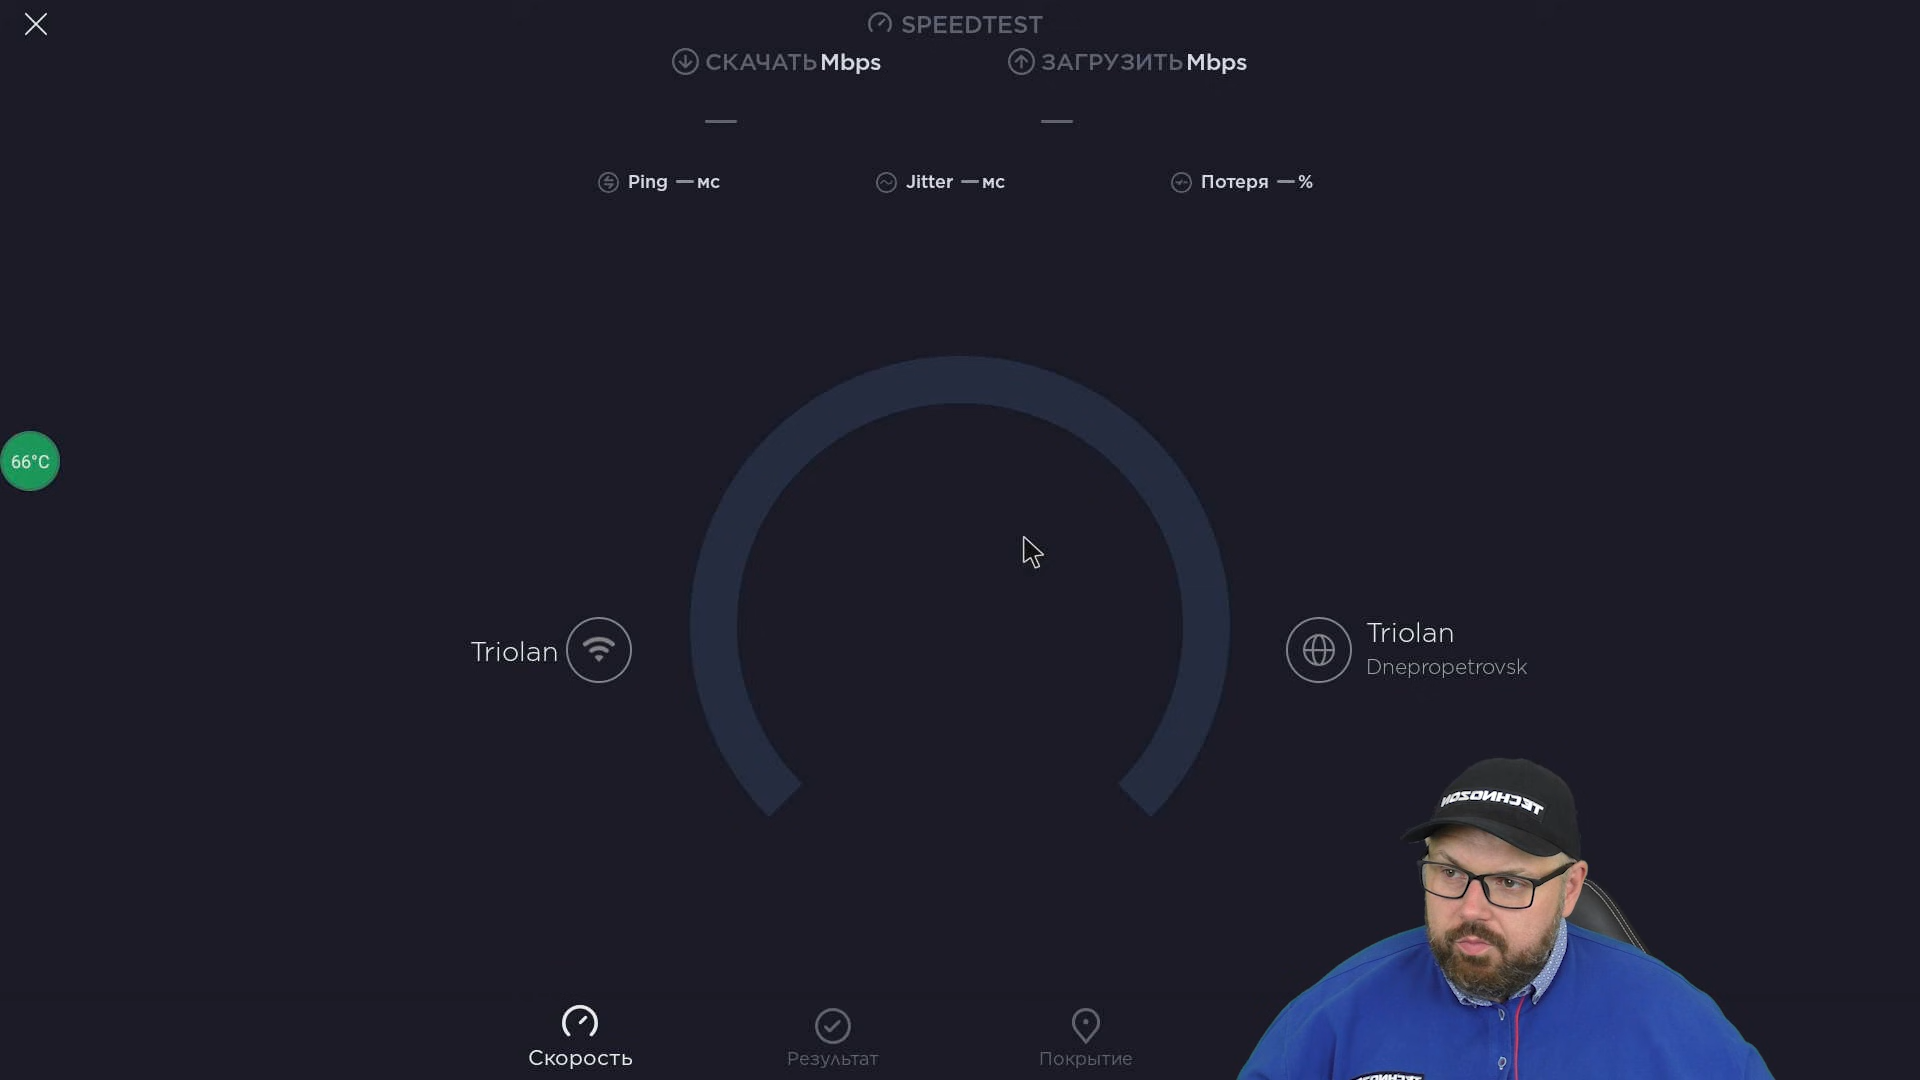 SPEEDTEST
СКАЧАТЬ Mbps
ЗАГРУЗИТЬ Mbps
—
—
Ping — мс
Jitter — мс
Потеря — %
66°C
Triolan
Triolan
Dnepropetrovsk
TECHNOZON
Скорость
Результат
Покрытие